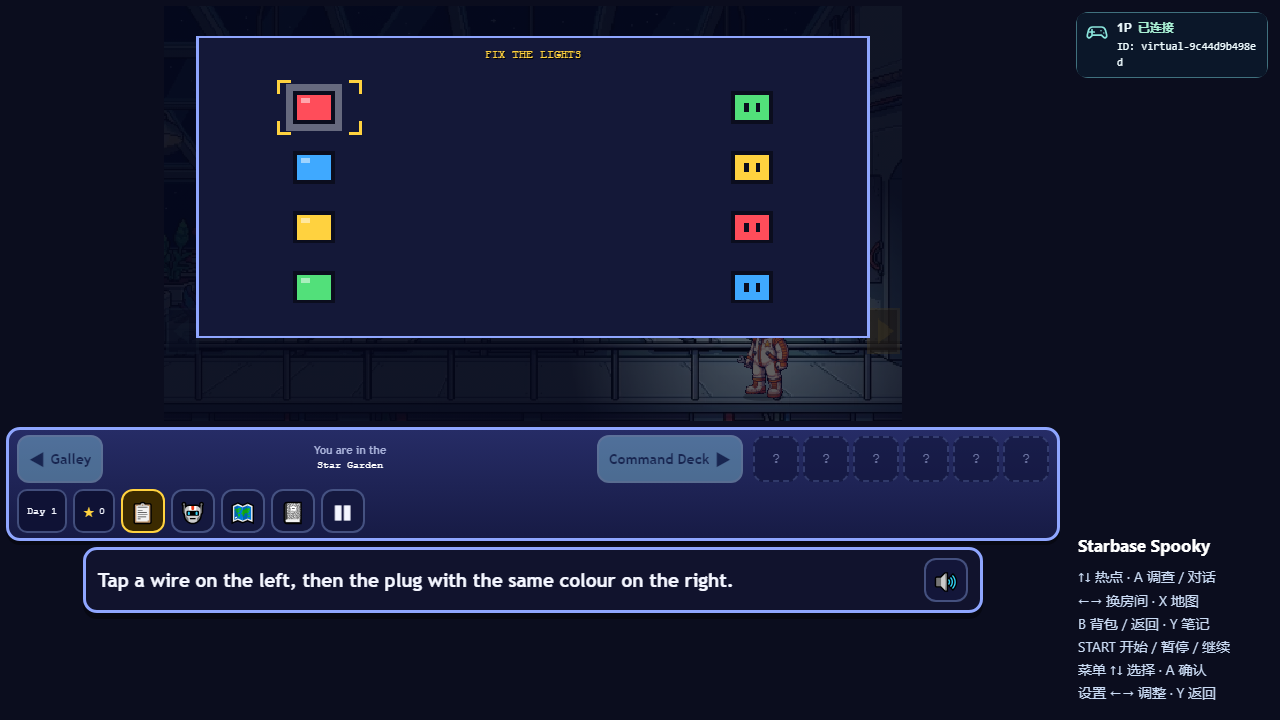 FIX THE LIGHTS
1P 已连接
ID: virtual-9c44d9b498e
d
◀ Galley
You are in the
Star Garden
Command Deck ▶
? ? ? ? ? ?
Day 1
★ 0
Tap a wire on the left, then the plug with the same colour on the right.
Starbase Spooky
↑↓ 热点 · A 调查 / 对话
←→ 换房间 · X 地图
B 背包 / 返回 · Y 笔记
START 开始 / 暂停 / 继续
菜单 ↑↓ 选择 · A 确认
设置 ←→ 调整 · Y 返回